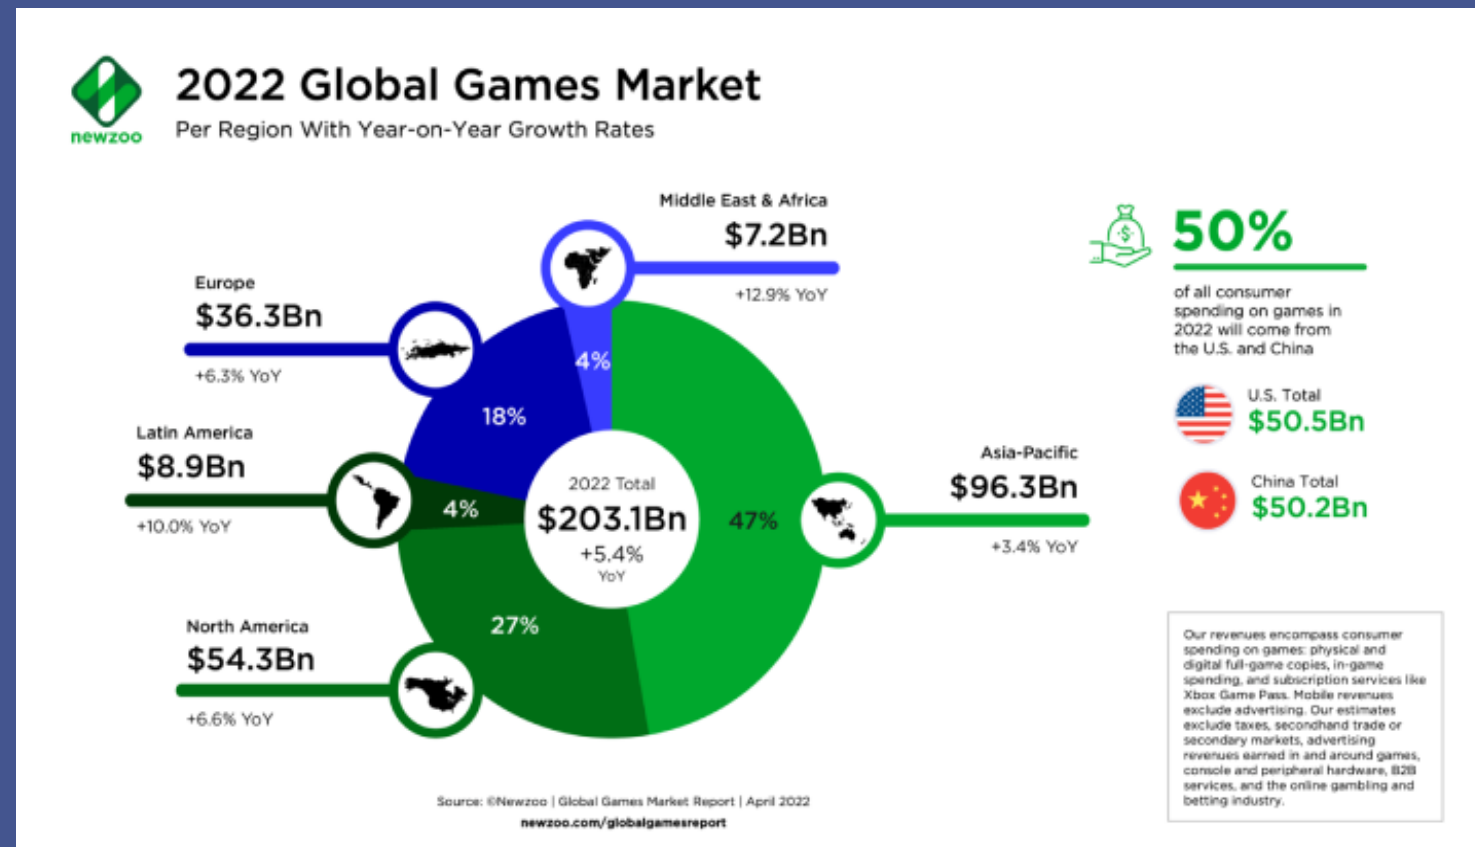 newzoo
2022 Global Games Market
Per Region With Year-on-Year Growth Rates
Middle East & Africa
$7.2Bn
+12.9% YoY
Europe
$36.3Bn
+6.3% YoY
Latin America
$8.9Bn
+10.0% YoY
North America
$54.3Bn
+6.6% YoY
Asia-Pacific
$96.3Bn
+3.4% YoY
4%
18%
4%
27%
47%
2022 Total
$203.1Bn
+5.4%
YoY
$
50%
of all consumer
spending on games in
2022 will come from
the U.S. and China
U.S. Total
$50.5Bn
China Total
$50.2Bn
Our revenues encompass consumer
spending on games: physical and
digital full-game copies, in-game
spending, and subscription services like
Xbox Game Pass. Mobile revenues
exclude advertising. Our estimates
exclude taxes, secondhand trade or
secondary markets, advertising
revenues earned in and around games,
console and peripheral hardware, B2B
services, and the online gambling and
betting industry.
Source: ©Newzoo | Global Games Market Report | April 2022
newzoo.com/globalgamesreport